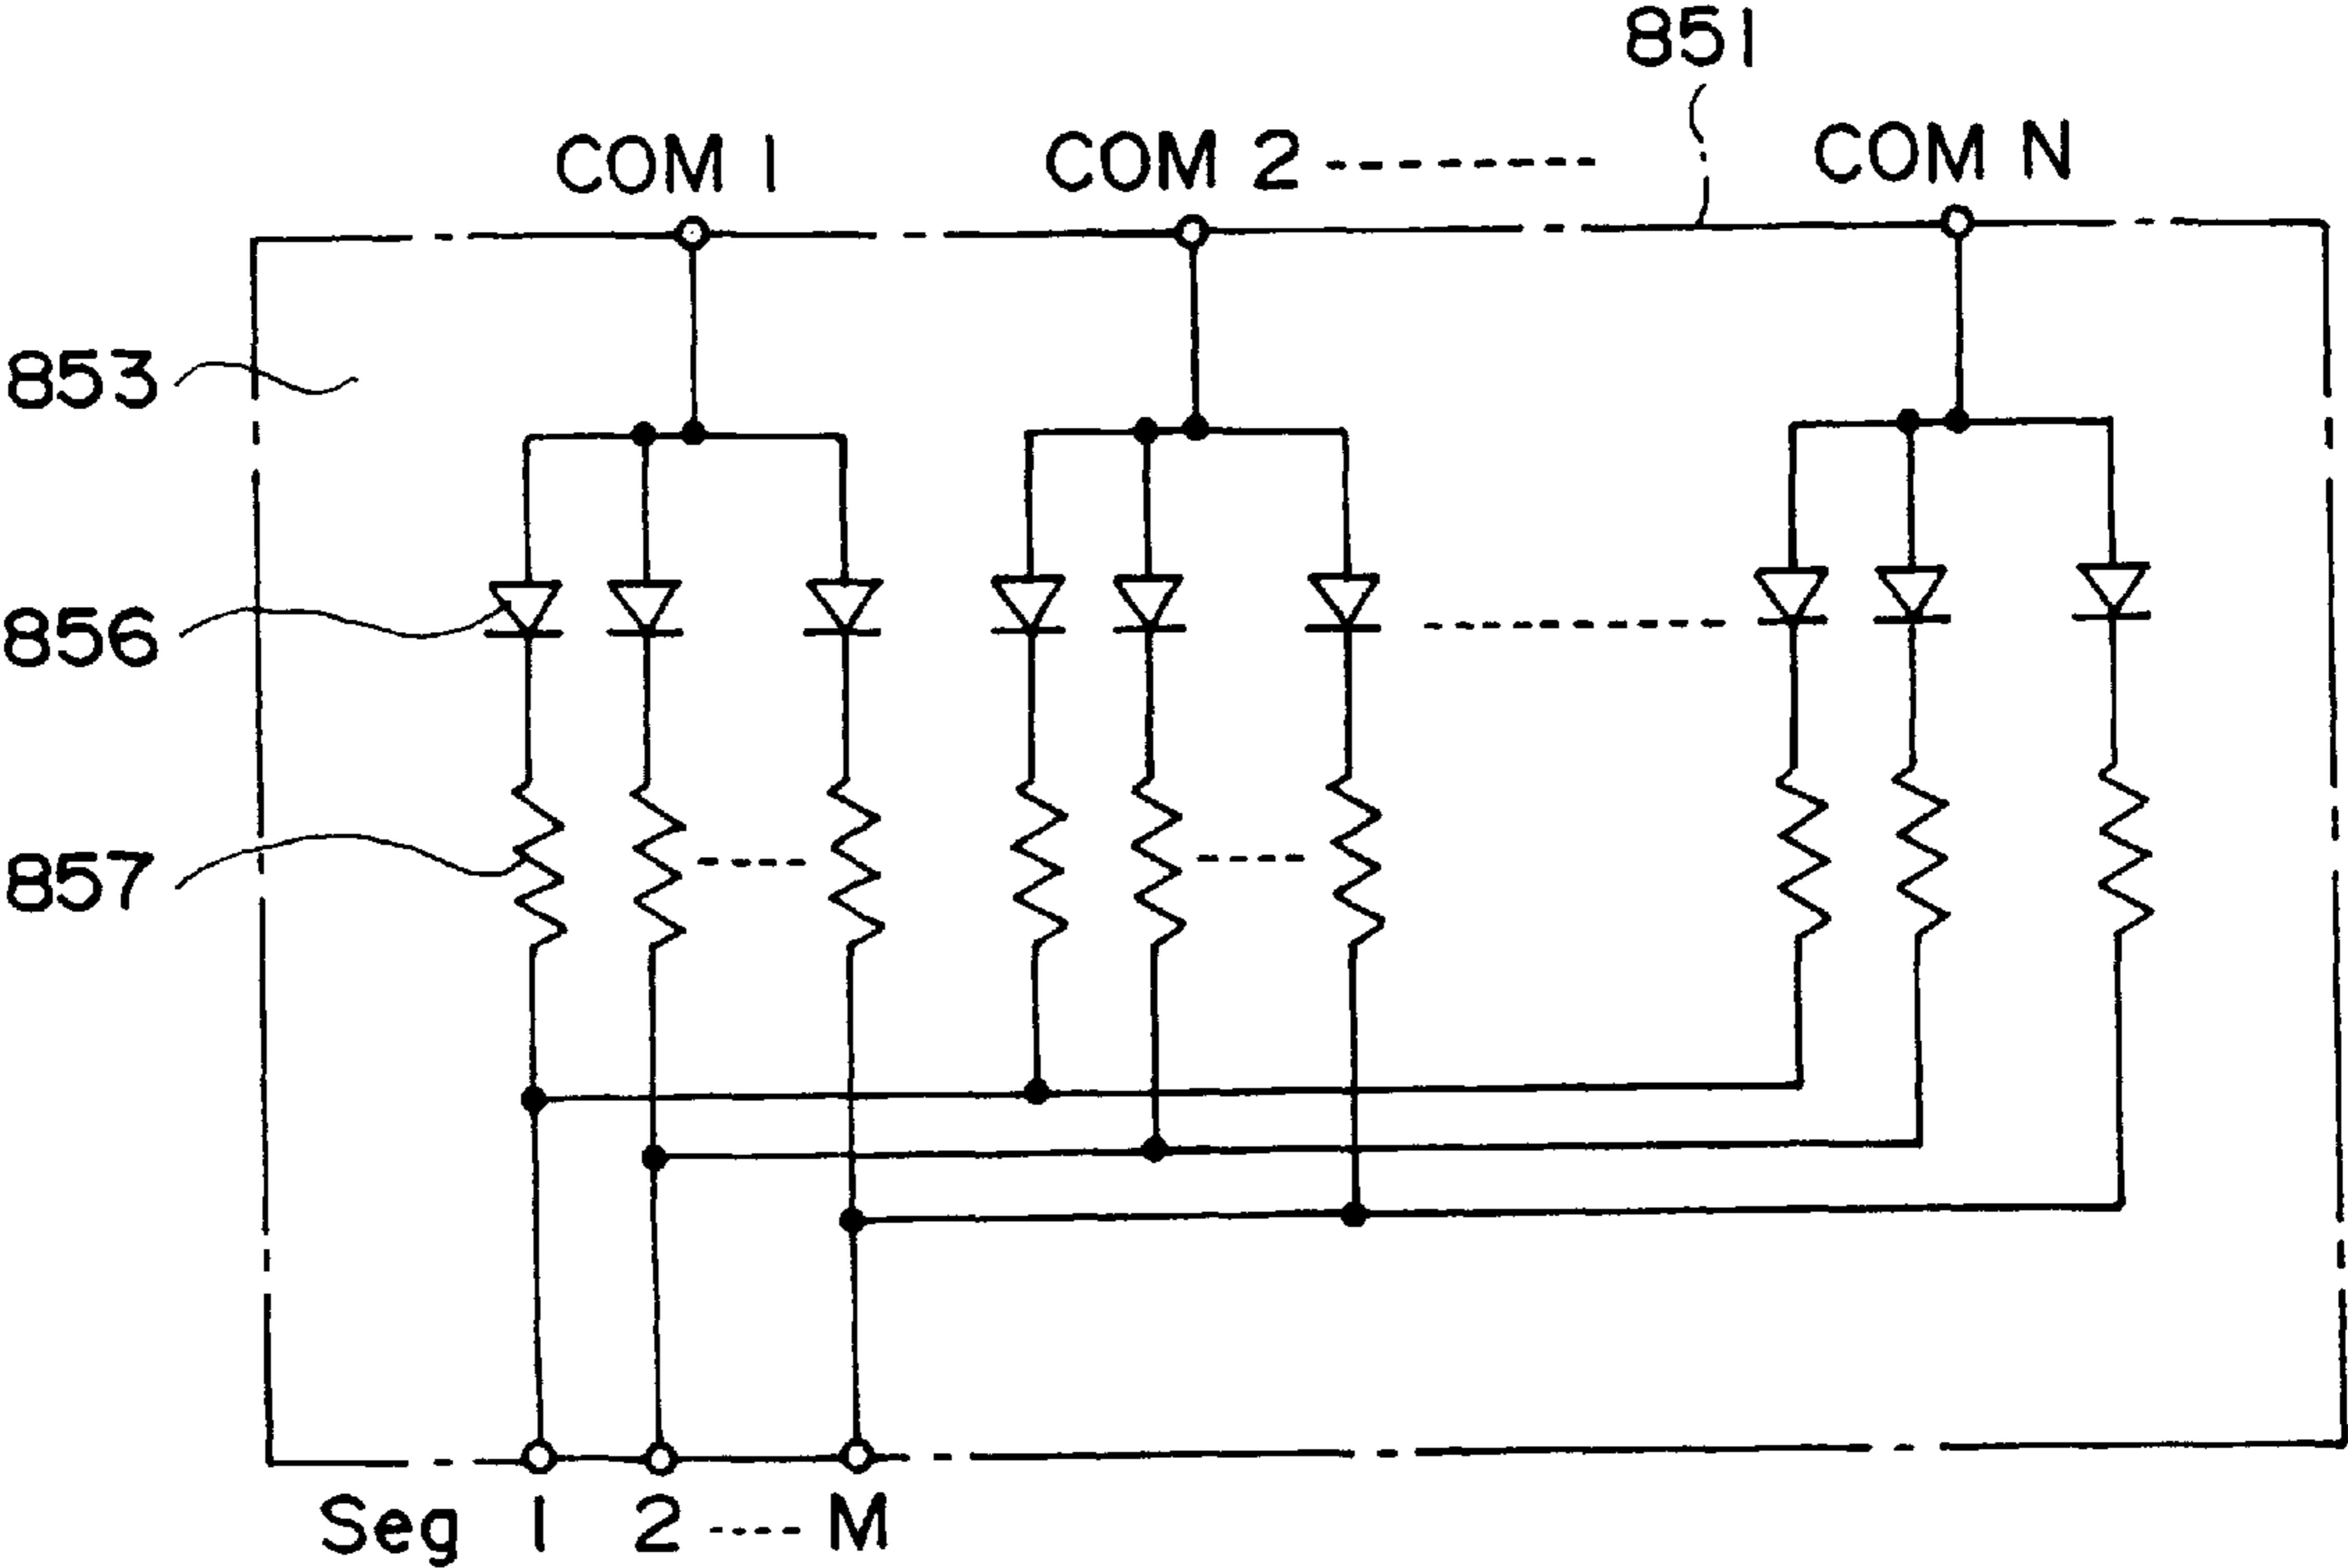 851
COM 1 COM 2 --------- COM N
853
856
857
Seg 1 2 ---- M